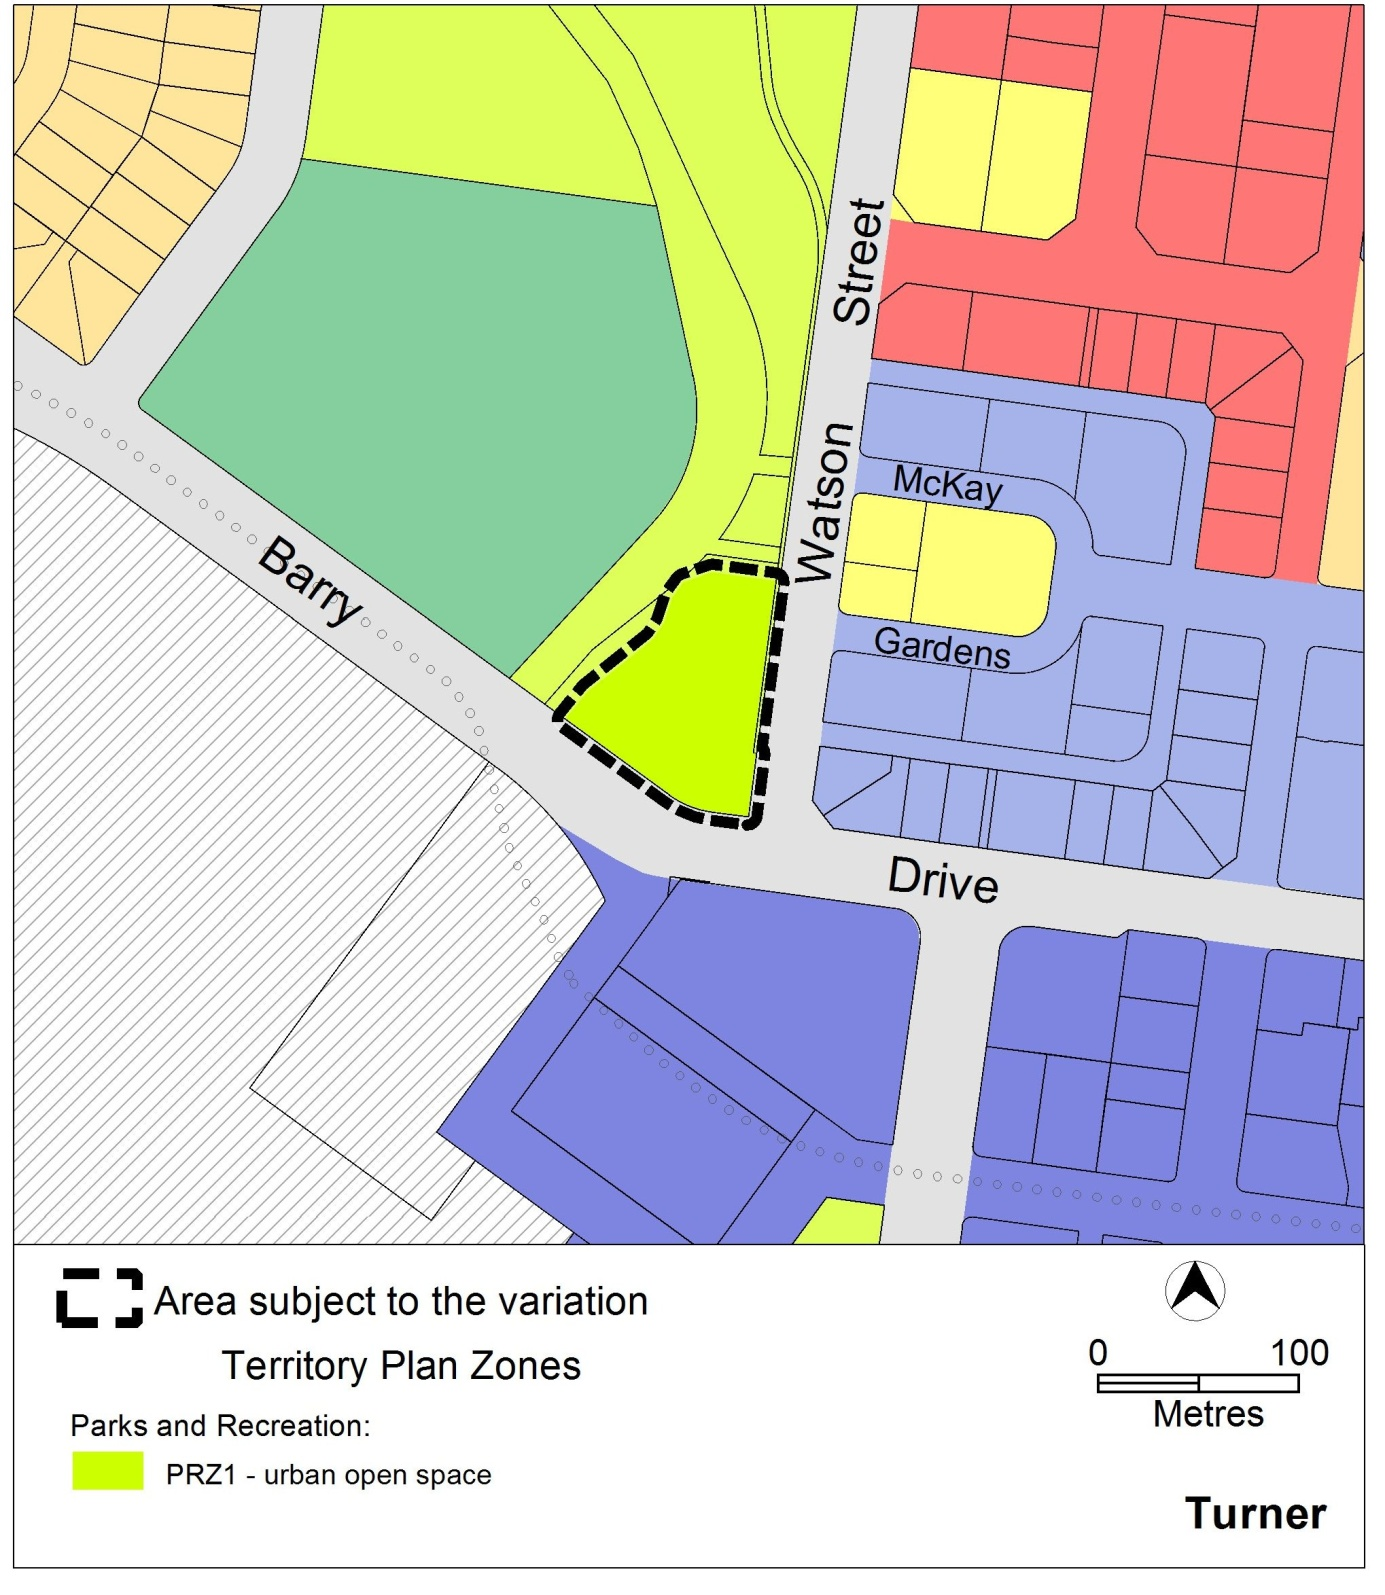 Street
Watson
McKay
Gardens
Barry
Drive
Area subject to the variation
Territory Plan Zones
Parks and Recreation:
PRZ1 - urban open space
0 100
Metres
Turner